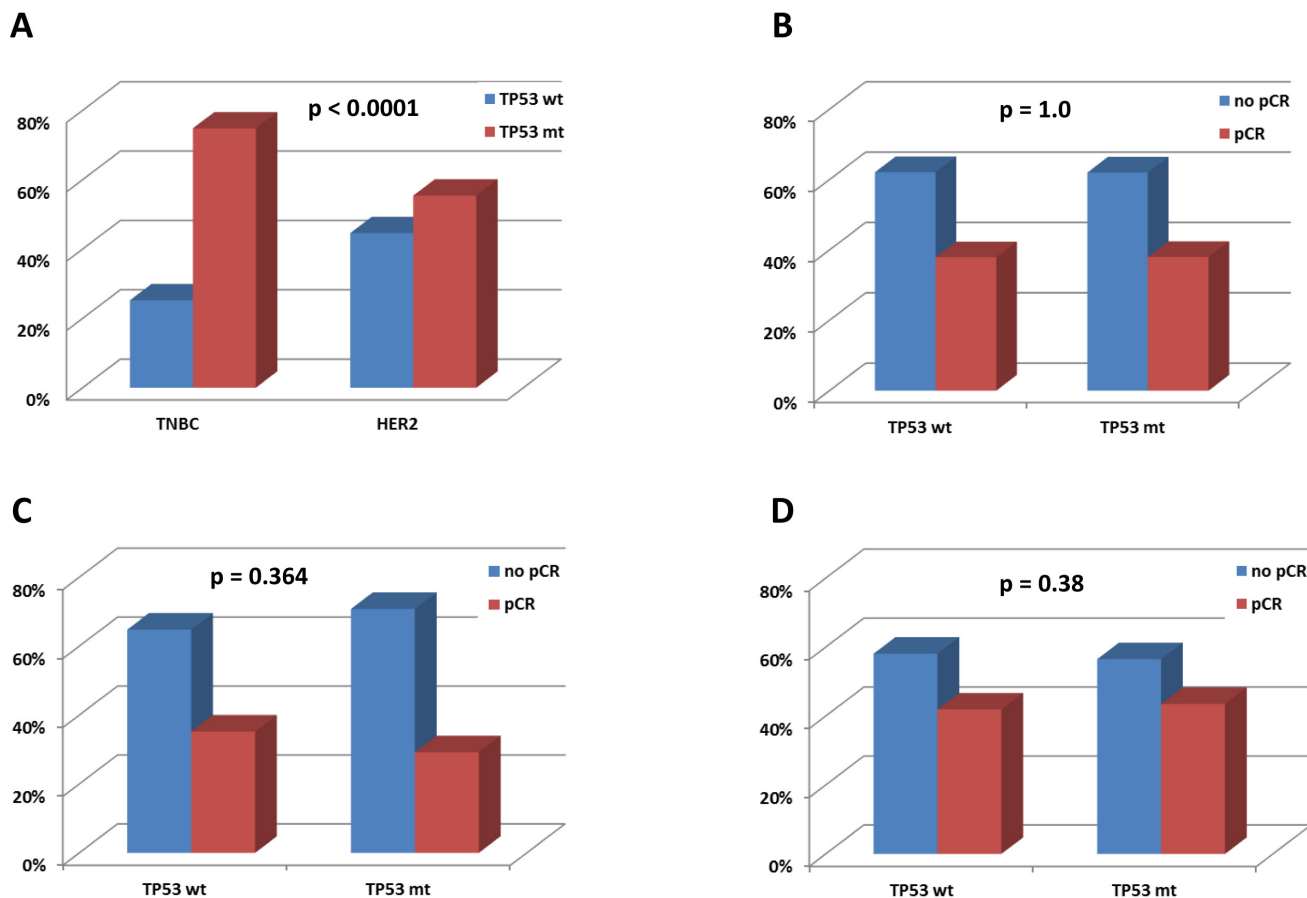 A
p < 0.0001
TP53 wt
TP53 mt
80%
60%
40%
20%
0%
TNBC HER2
B
p = 1.0
no pCR
pCR
80%
60%
40%
20%
0%
TP53 wt TP53 mt
C
p = 0.364
no pCR
pCR
80%
60%
40%
20%
0%
TP53 wt TP53 mt
D
p = 0.38
no pCR
pCR
80%
60%
40%
20%
0%
TP53 wt TP53 mt